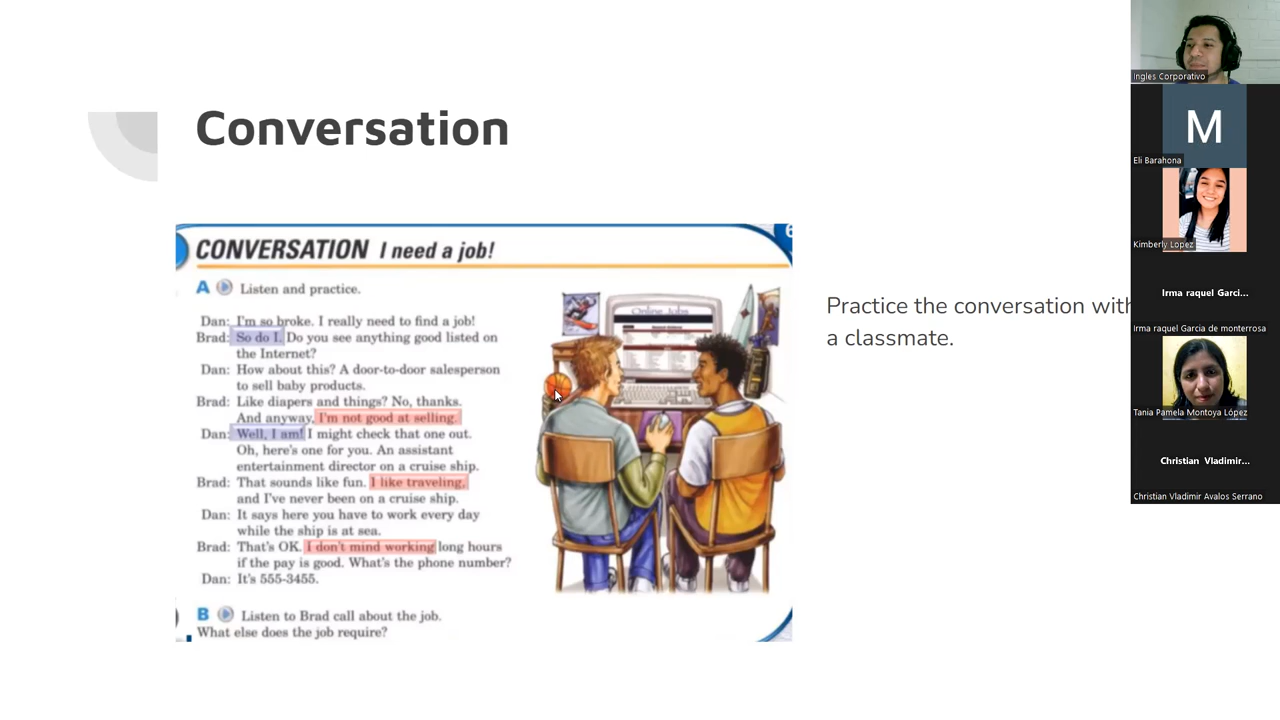 Conversation
CONVERSATION I need a job!
A Listen and practice.
Dan: I'm so broke. I really need to find a job!
Brad: So do I. Do you see anything good listed on
the Internet?
Dan: How about this? A door-to-door salesperson
to sell baby products.
Brad: Like diapers and things? No, thanks.
And anyway, I'm not good at selling.
Dan: Well, I am! I might check that one out.
Oh, here's one for you. An assistant
entertainment director on a cruise ship.
Brad: That sounds like fun. I like traveling,
and I've never been on a cruise ship.
Dan: It says here you have to work every day
while the ship is at sea.
Brad: That's OK. I don't mind working long hours
if the pay is good. What's the phone number?
Dan: It's 555-3455.
B Listen to Brad call about the job.
What else does the job require?
Online Jobs
Practice the conversation with
a classmate.
Ingles Corporativo
M
Eli Barahona
Kimberly Lopez
Irma raquel Garci...
Irma raquel Garcia de monterrosa
Tania Pamela Montoya López
Christian Vladimir...
Christian Vladimir Avalos Serrano